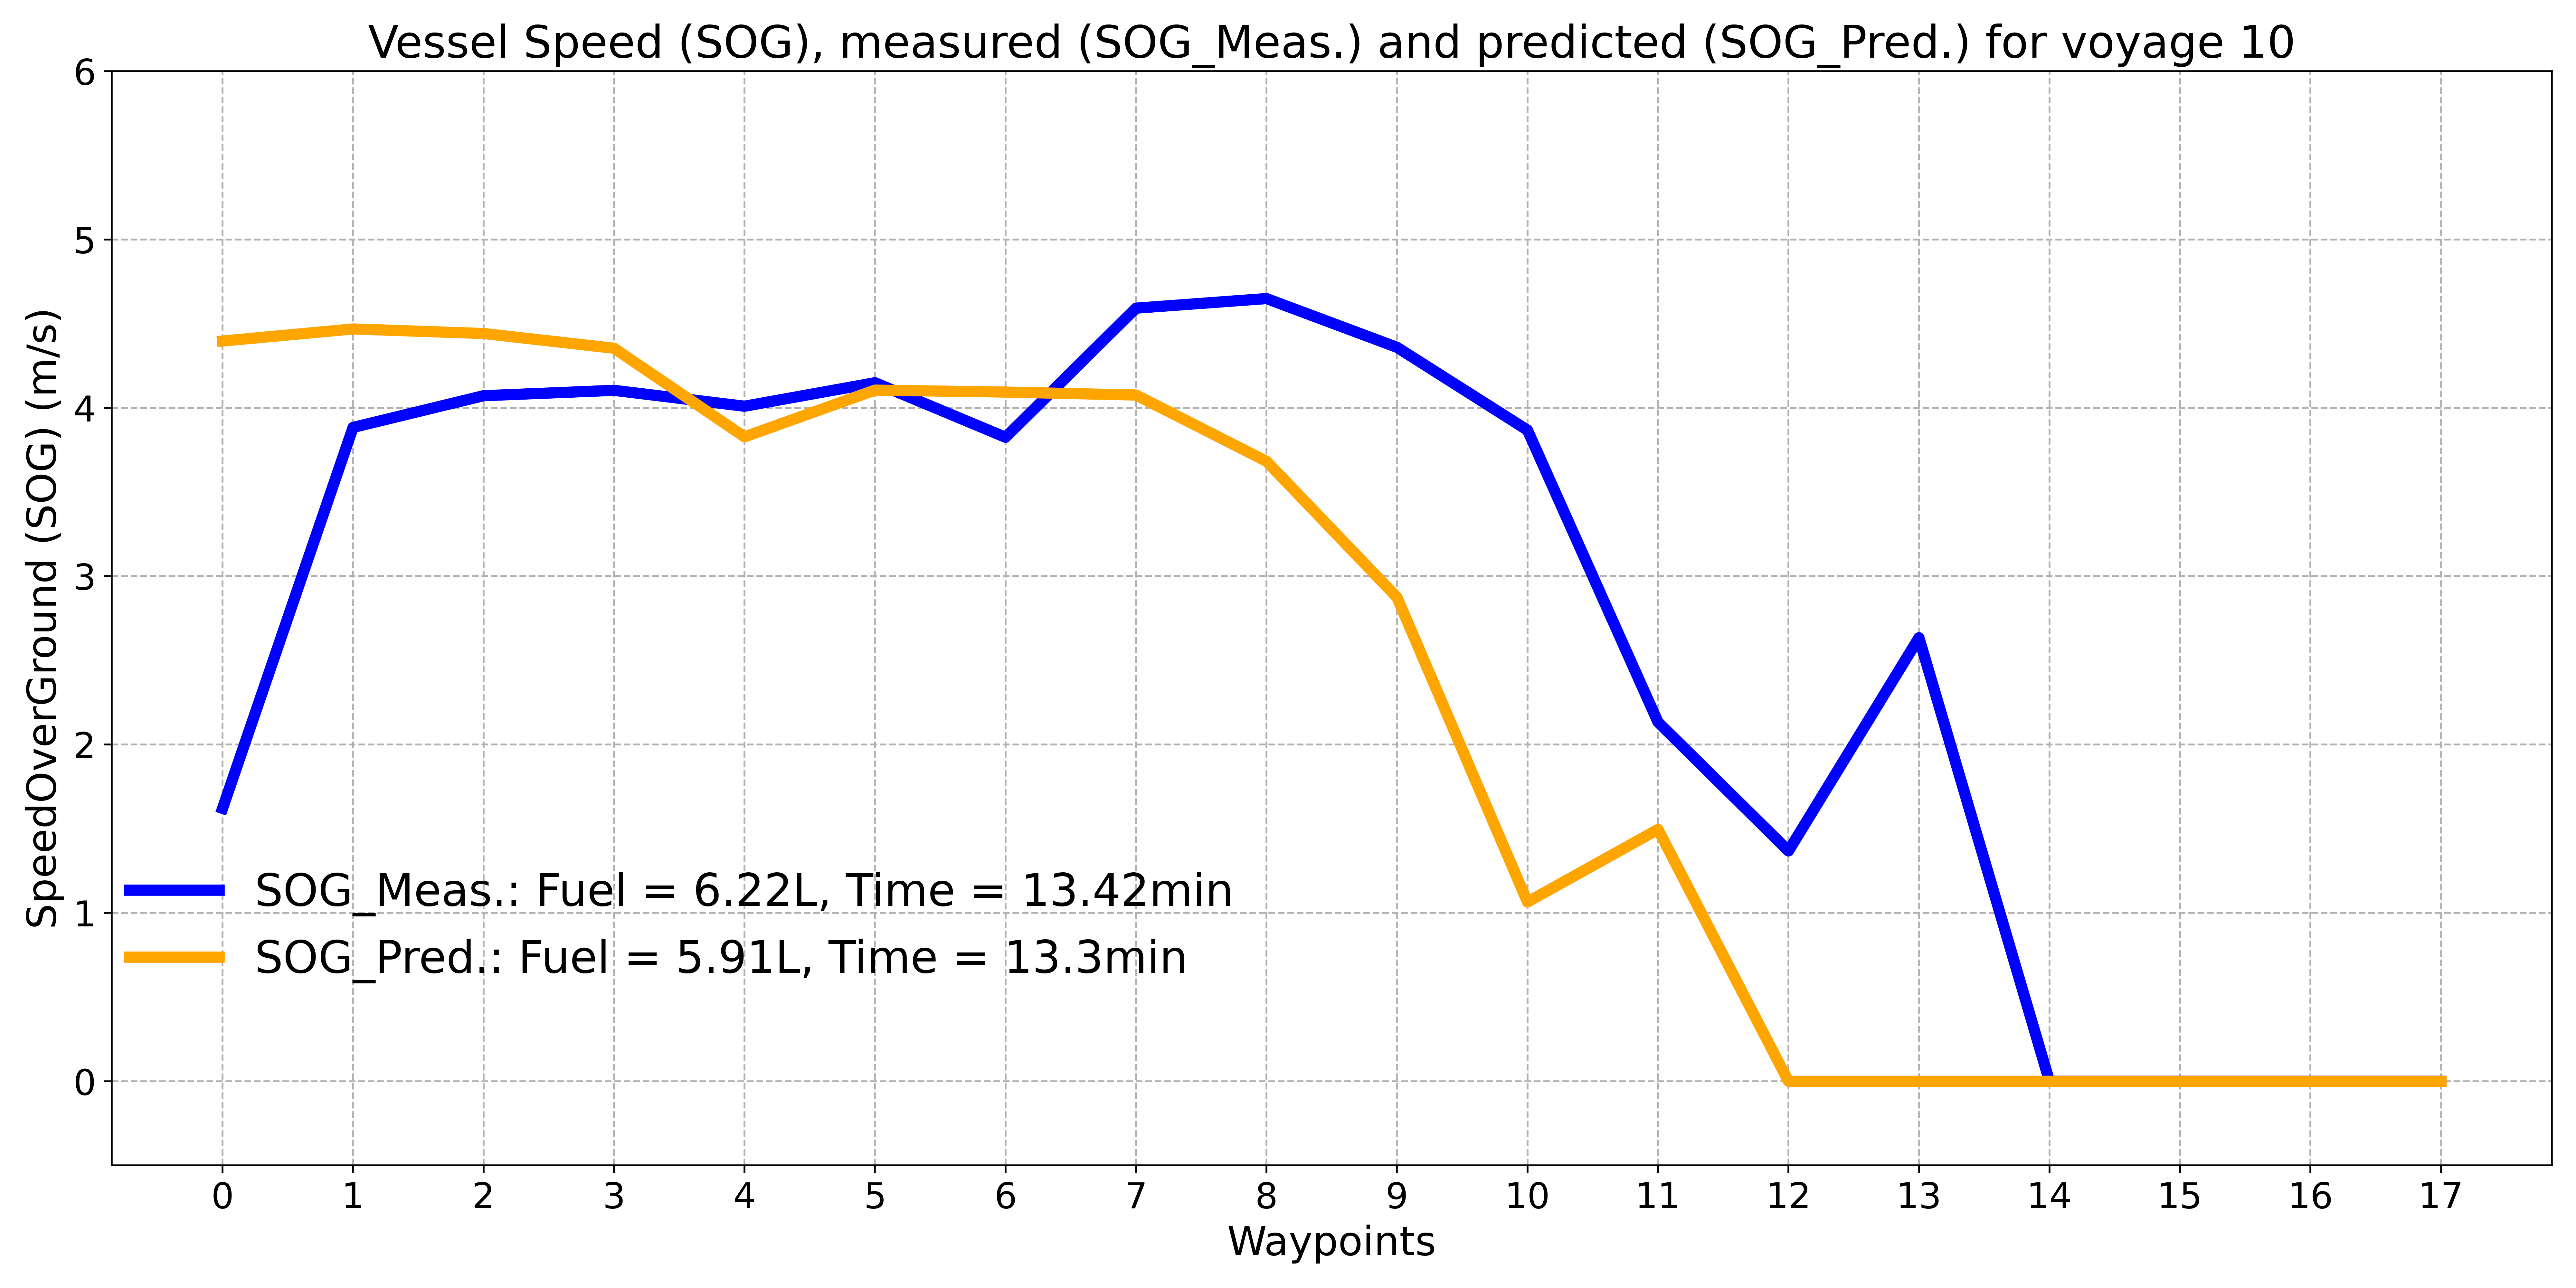 Vessel Speed (SOG), measured (SOG_Meas.) and predicted (SOG_Pred.) for voyage 10
6
5
4
3
2
1
0
SpeedOverGround (SOG) (m/s)
SOG_Meas.: Fuel = 6.22L, Time = 13.42min
SOG_Pred.: Fuel = 5.91L, Time = 13.3min
0 1 2 3 4 5 6 7 8 9 10 11 12 13 14 15 16 17
Waypoints